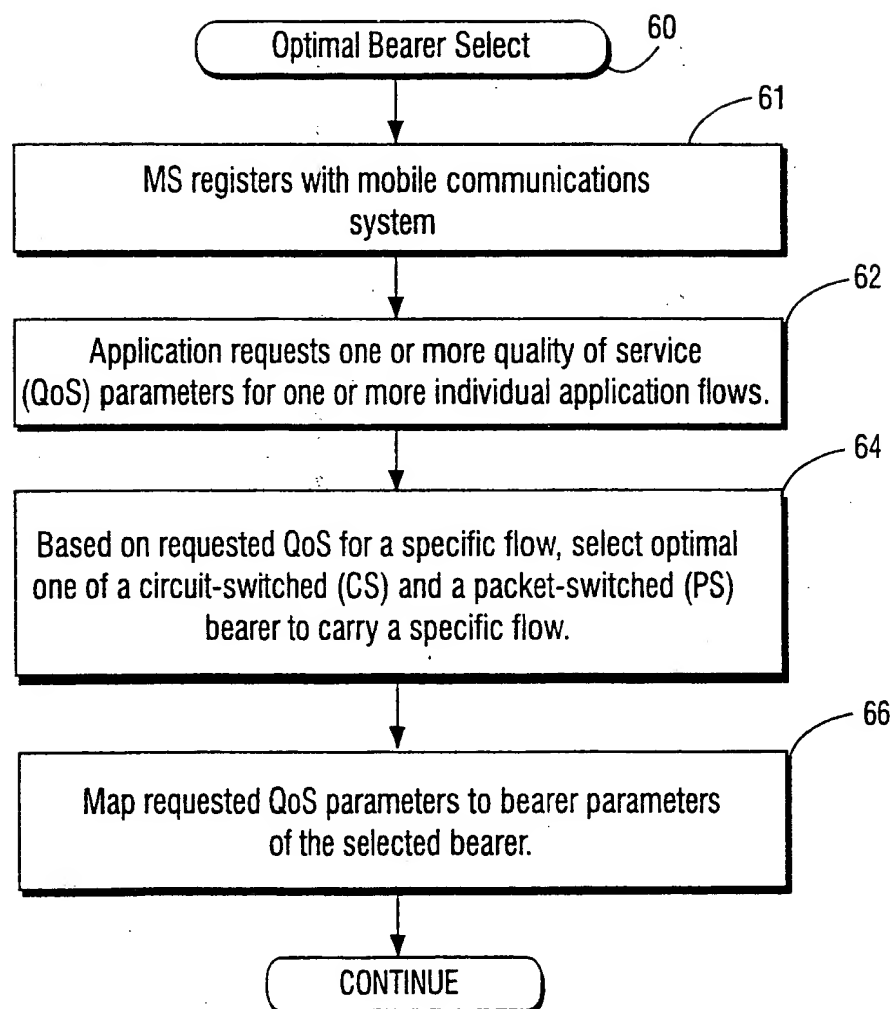 Optimal Bearer Select
60
61
MS registers with mobile communications
system
62
Application requests one or more quality of service
(QoS) parameters for one or more individual application flows.
64
Based on requested QoS for a specific flow, select optimal
one of a circuit-switched (CS) and a packet-switched (PS)
bearer to carry a specific flow.
66
Map requested QoS parameters to bearer parameters
of the selected bearer.
CONTINUE